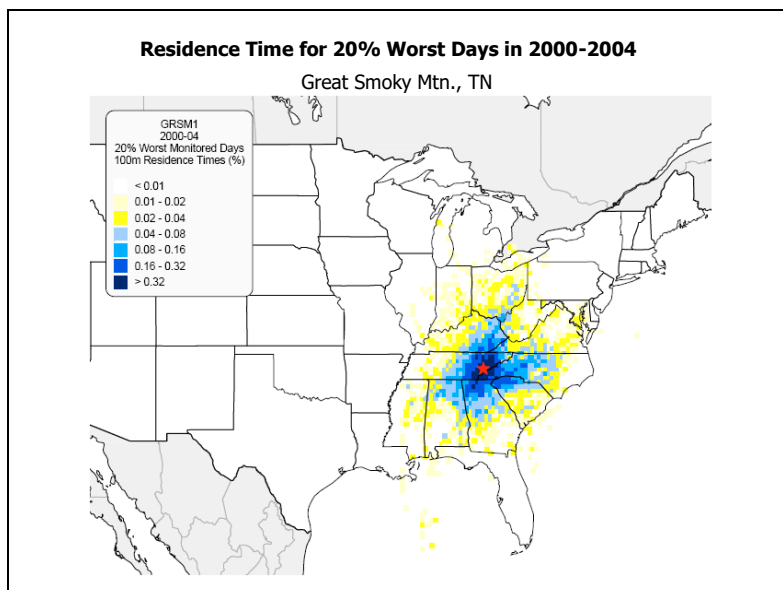 Residence Time for 20% Worst Days in 2000-2004
Great Smoky Mtn., TN
GRSM1
2000-04
20% Worst Monitored Days
100m Residence Times (%)
< 0.01
0.01 - 0.02
0.02 - 0.04
0.04 - 0.08
0.08 - 0.16
0.16 - 0.32
> 0.32